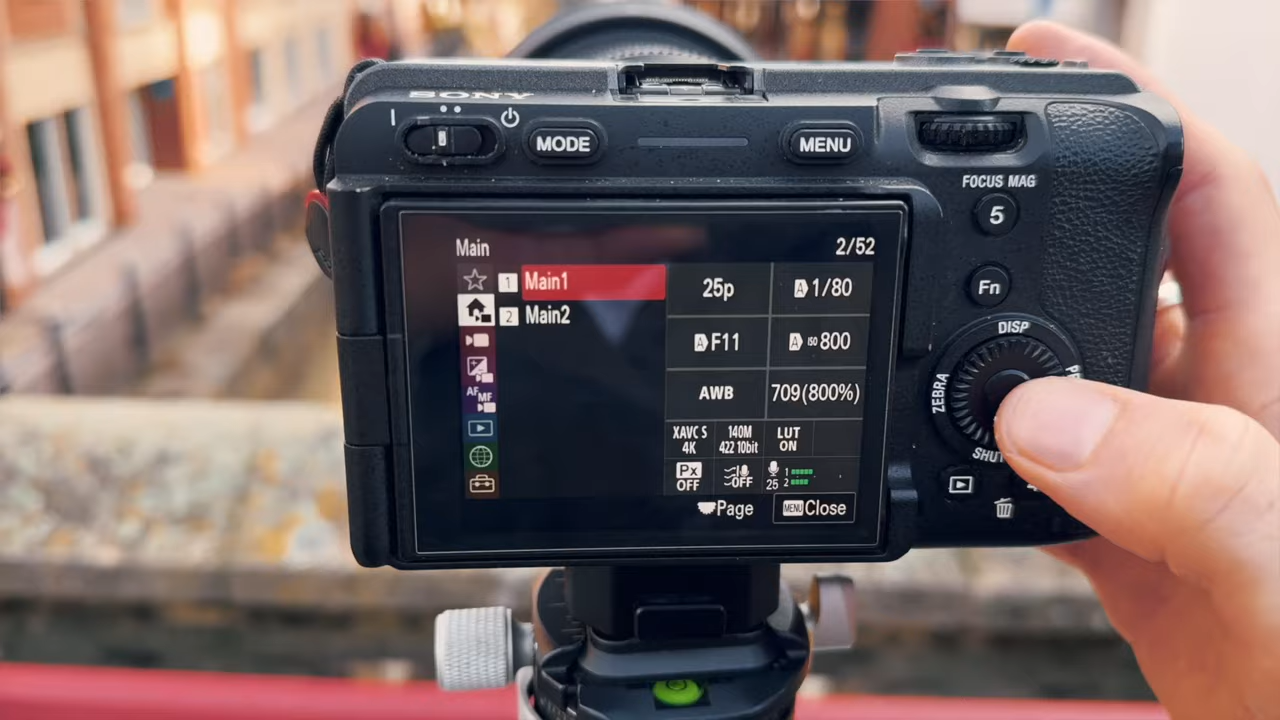 SONY
MODE
MENU
FOCUS MAG
5
Fn
DISP
ZEBRA
Main 2/52
1 Main1
2 Main2
25p A 1/80
A F11 A ISO 800
AWB 709(800%)
XAVC S 4K
140M 422 10bit
LUT ON
Px OFF
OFF
25 1 2
AF MF
Page MENU Close